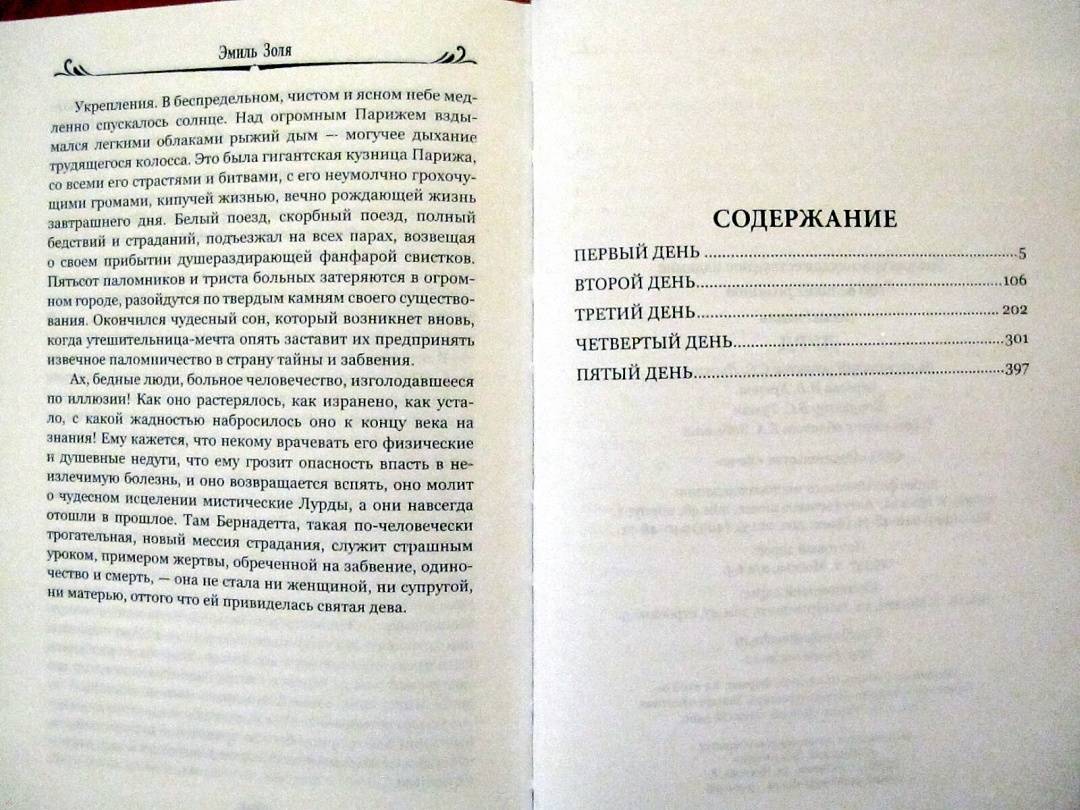 Эмиль Золя
Укрепления. В беспредельном, чистом и ясном небе мед-
ленно спускалось солнце. Над огромным Парижем взды-
мался легкими облаками рыжий дым — могучее дыхание
трудящегося колосса. Это была гигантская кузница Парижа,
со всеми его страстями и битвами, с его неумолчно грохочу-
щими громами, кипучей жизнью, вечно рождающей жизнь
завтрашнего дня. Белый поезд, скорбный поезд, полный
бедствий и страданий, подъезжал на всех парах, возвещая
о своем прибытии душераздирающей фанфарой свистков.
Пятьсот паломников и триста больных затеряются в огром-
ном городе, разойдутся по твердым камням своего существо-
вания. Окончился чудесный сон, который возникнет вновь,
когда утешительница-мечта опять заставит их предпринять
извечное паломничество в страну тайны и забвения.
Ах, бедные люди, больное человечество, изголодавшееся
по иллюзии! Как оно растерялось, как изранено, как уста-
ло, с какой жадностью набросилось оно к концу века на
знания! Ему кажется, что некому врачевать его физические
и душевные недуги, что ему грозит опасность впасть в не-
излечимую болезнь, и оно возвращается вспять, оно молит
о чудесном исцелении мистические Лурды, а они навсегда
отошли в прошлое. Там Бернадетта, такая по-человечески
трогательная, новый мессия страдания, служит страшным
уроком, примером жертвы, обреченной на забвение, одино-
чество и смерть, — она не стала ни женщиной, ни супругой,
ни матерью, оттого что ей привиделась святая дева.
СОДЕРЖАНИЕ
ПЕРВЫЙ ДЕНЬ ........ 5
ВТОРОЙ ДЕНЬ ........ 106
ТРЕТИЙ ДЕНЬ ........ 202
ЧЕТВЕРТЫЙ ДЕНЬ ........ 301
ПЯТЫЙ ДЕНЬ ........ 397